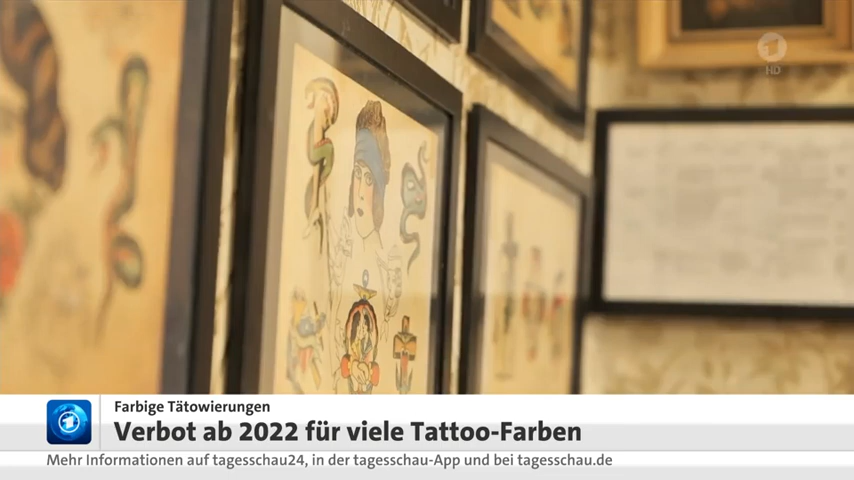 HD
Farbige Tätowierungen
Verbot ab 2022 für viele Tattoo-Farben
Mehr Informationen auf tagesschau24, in der tagesschau-App und bei tagesschau.de